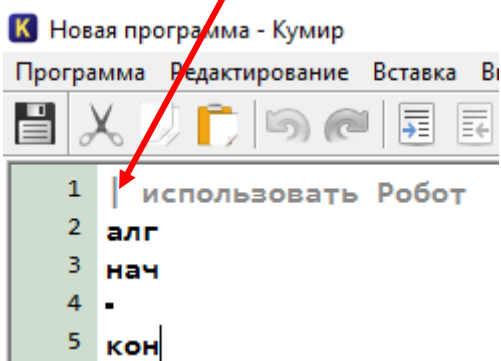 К Новая программа - Кумир
Программа Редактирование Вставка
1 | использовать Робот
2 алг
3 нач
4 .
5 кон